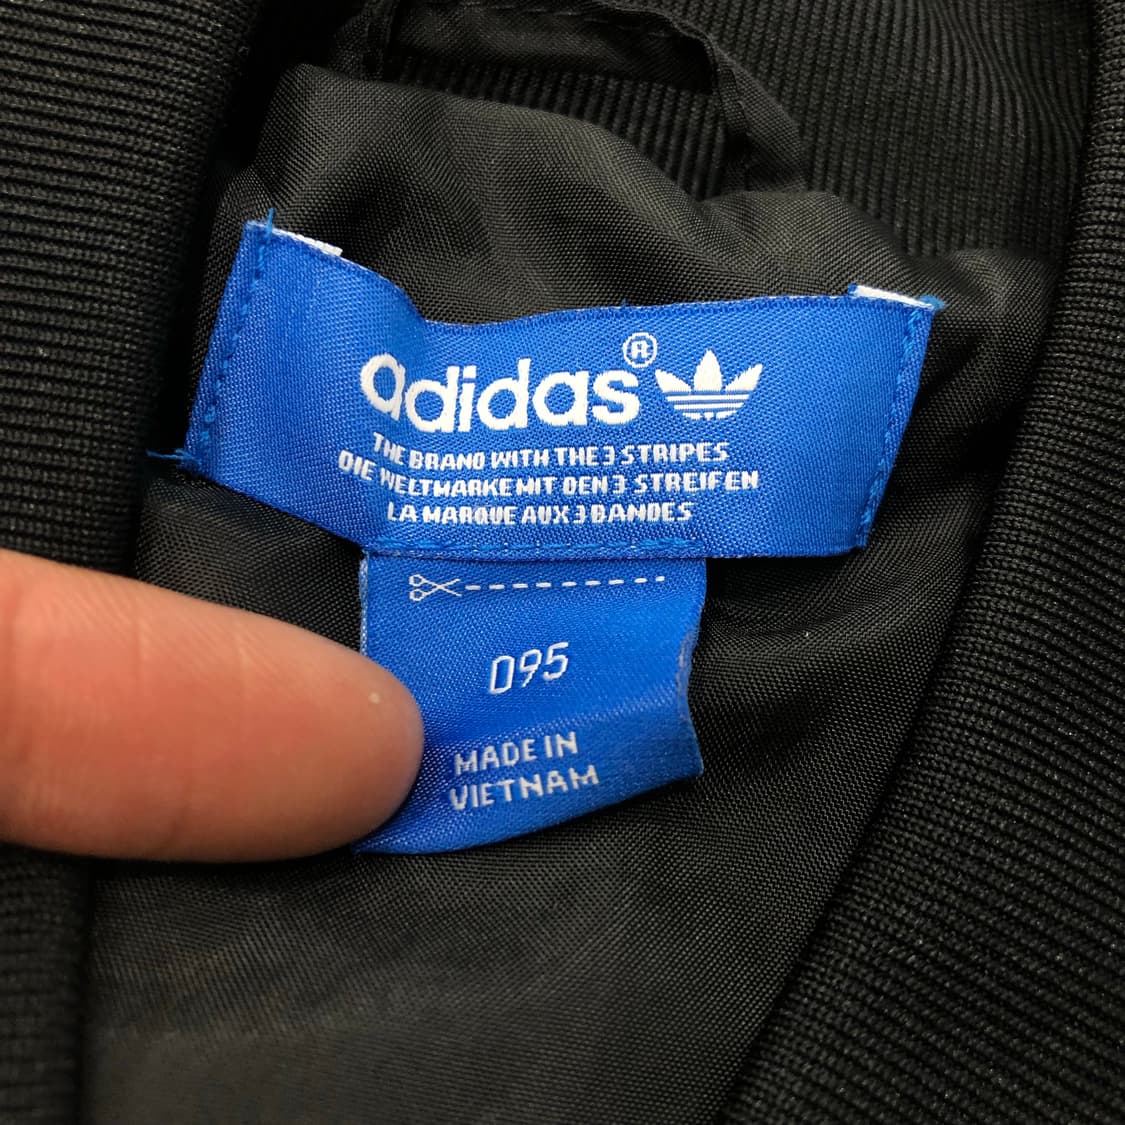 adidas®
THE BRAND WITH THE 3 STRIPES
DIE WELTMARKE MIT DEN 3 STREIFEN
LA MARQUE AUX 3 BANDES
095
MADE IN
VIETNAM